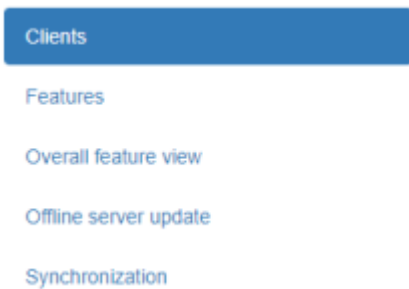 Clients
Features
Overall feature view
Offline server update
Synchronization